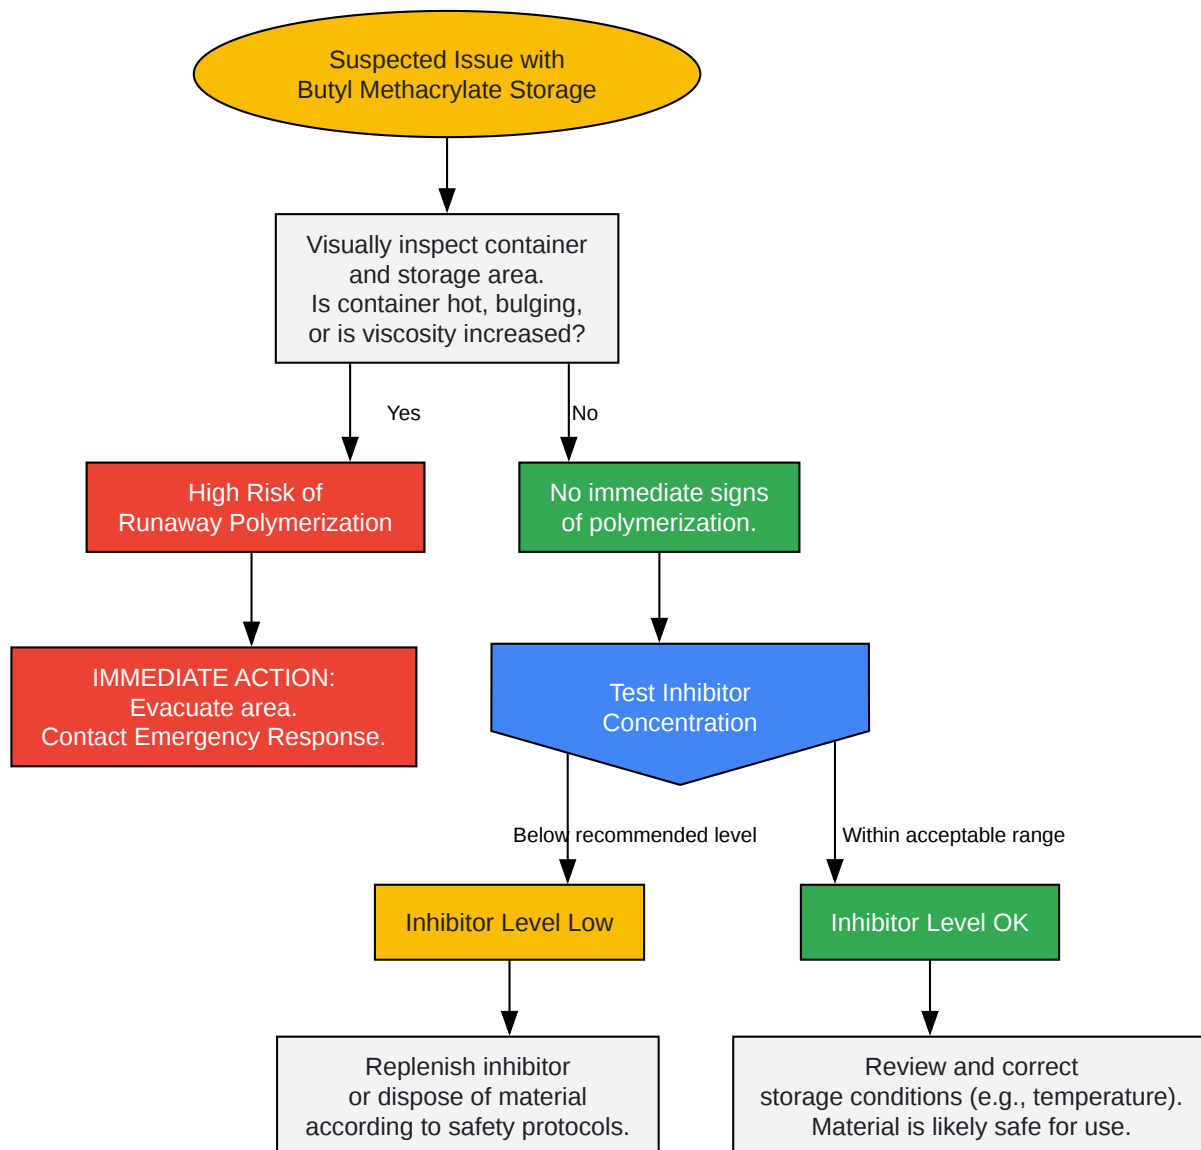 Suspected Issue with
Butyl Methacrylate Storage
Visually inspect container
and storage area.
Is container hot, bulging,
or is viscosity increased?
Yes
No
High Risk of
Runaway Polymerization
No immediate signs
of polymerization.
IMMEDIATE ACTION:
Evacuate area.
Contact Emergency Response.
Test Inhibitor
Concentration
Below recommended level
Within acceptable range
Inhibitor Level Low
Inhibitor Level OK
Replenish inhibitor
or dispose of material
according to safety protocols.
Review and correct
storage conditions (e.g., temperature).
Material is likely safe for use.